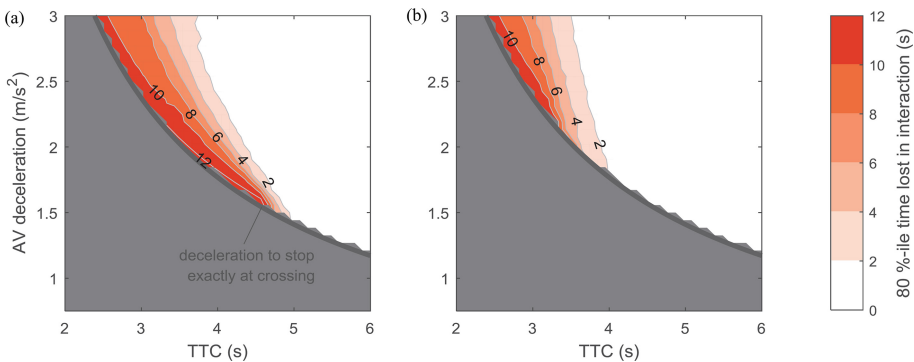 (a)
3
2.5
2
1.5
1
AV deceleration (m/s²)
10
8
6
4
2
12
deceleration to stop
exactly at crossing
2 3 4 5 6
TTC (s)
(b)
3
2.5
2
1.5
1
10
8
6
4
2
2 3 4 5 6
TTC (s)
12
10
8
6
4
2
0
80 %-ile time lost in interaction (s)